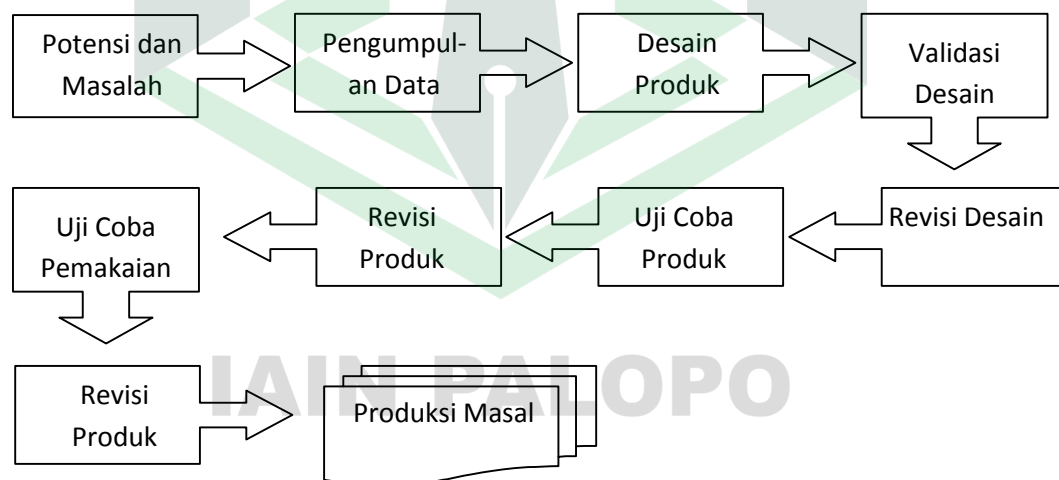 Potensi dan
Masalah
Pengumpul-
an Data
Desain
Produk
Validasi
Desain
Revisi Desain
Uji Coba
Produk
Revisi
Produk
Uji Coba
Pemakaian
Revisi
Produk
Produksi Masal
IAIN PALOPO